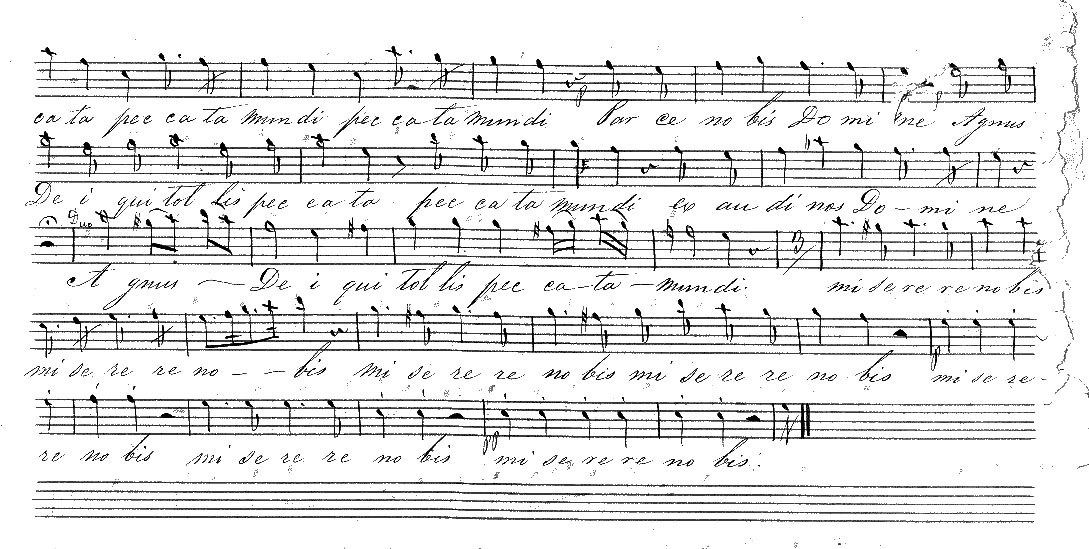 ca ta pec ca ta mundi pec ca ta mundi Par ce no bis Do mi ne Agnus
De i qui tol lis pec ca ta pec ca ta mundi ex au di nos Do - mi ne
Duo
3
A gnus — De i qui tol lis pec ca - ta - mundi. mi se re re no bis
mi se re re no - - bis mi se re re no bis mi se re re no bis mi se re -
pp
re no bis mi se re re no bis mi se re re no bis.